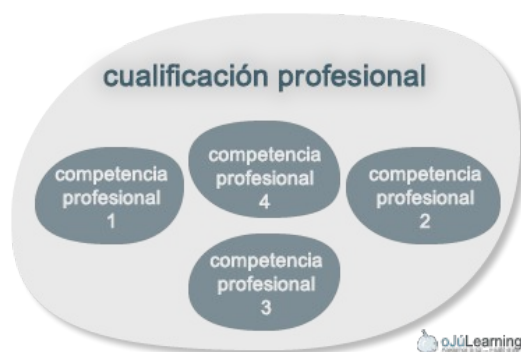 cualificación profesional
competencia
profesional
1
competencia
profesional
4
competencia
profesional
2
competencia
profesional
3
oJúLearning